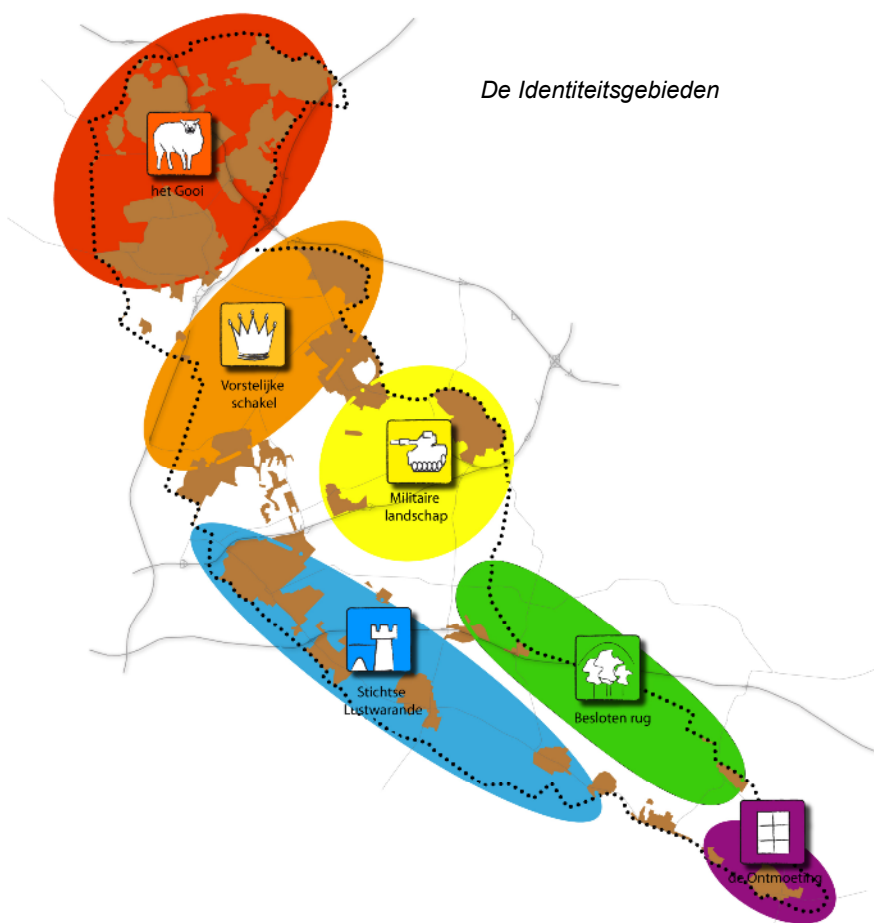 De Identiteitsgebieden
het Gooi
Vorstelijke
schakel
Militaire
landschap
Stichtse
Lustwarande
Besloten rug
de Ontmoeting